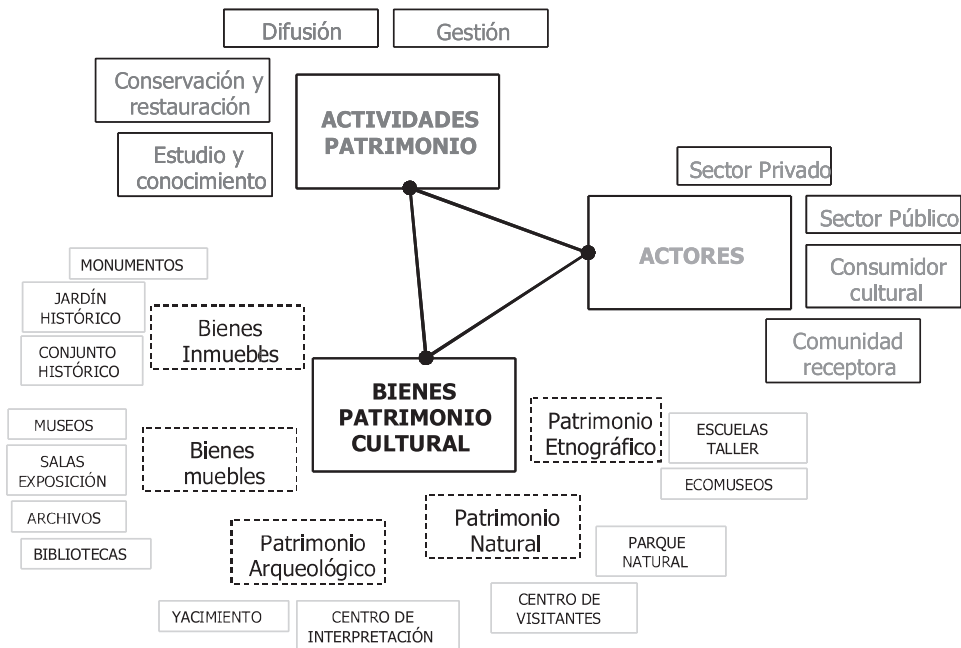 Difusión
Gestión
Conservación y
restauración
ACTIVIDADES
PATRIMONIO
Estudio y
conocimiento
Sector Privado
Sector Público
ACTORES
Consumidor
cultural
Comunidad
receptora
MONUMENTOS
JARDÍN
HISTÓRICO
CONJUNTO
HISTÓRICO
Bienes
Inmuebles
BIENES
PATRIMONIO
CULTURAL
Patrimonio
Etnográfico
ESCUELAS
TALLER
ECOMUSEOS
MUSEOS
SALAS
EXPOSICIÓN
ARCHIVOS
BIBLIOTECAS
Bienes
muebles
Patrimonio
Arqueológico
Patrimonio
Natural
PARQUE
NATURAL
YACIMIENTO
CENTRO DE
INTERPRETACIÓN
CENTRO DE
VISITANTES